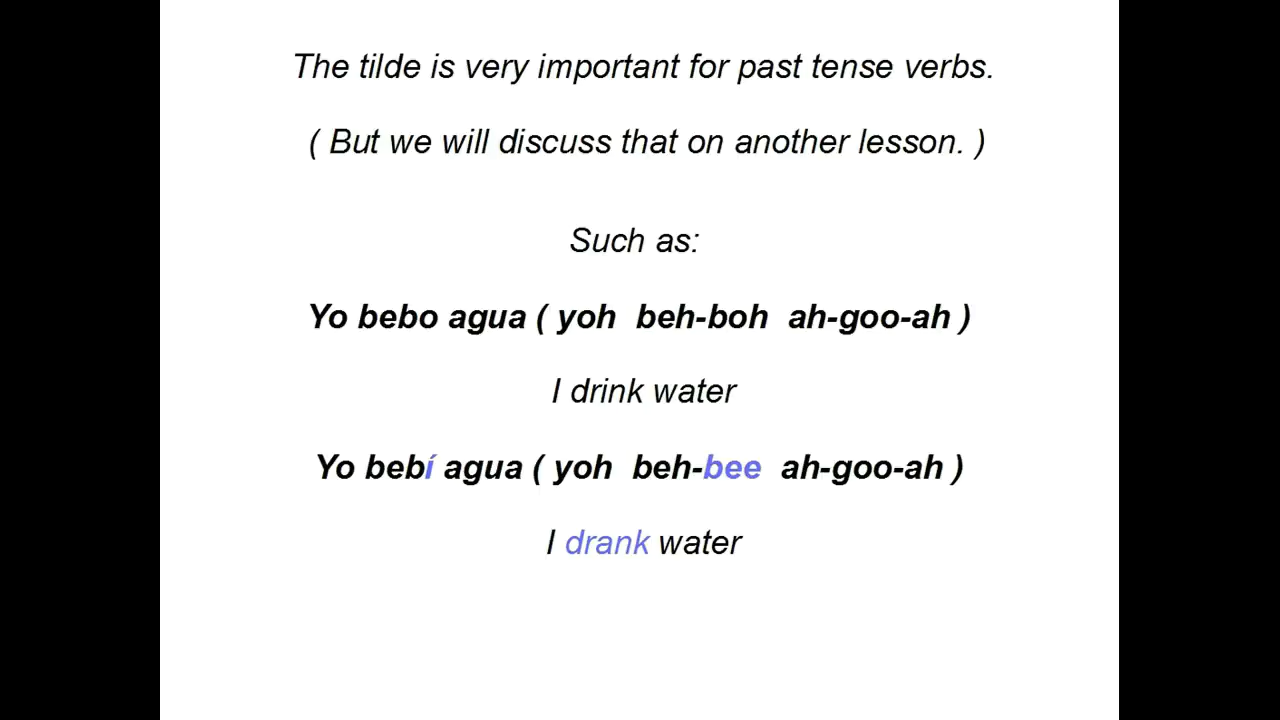 The tilde is very important for past tense verbs.
( But we will discuss that on another lesson. )
Such as:
Yo bebo agua ( yoh beh-boh ah-goo-ah )
I drink water
Yo bebí agua ( yoh beh-bee ah-goo-ah )
I drank water